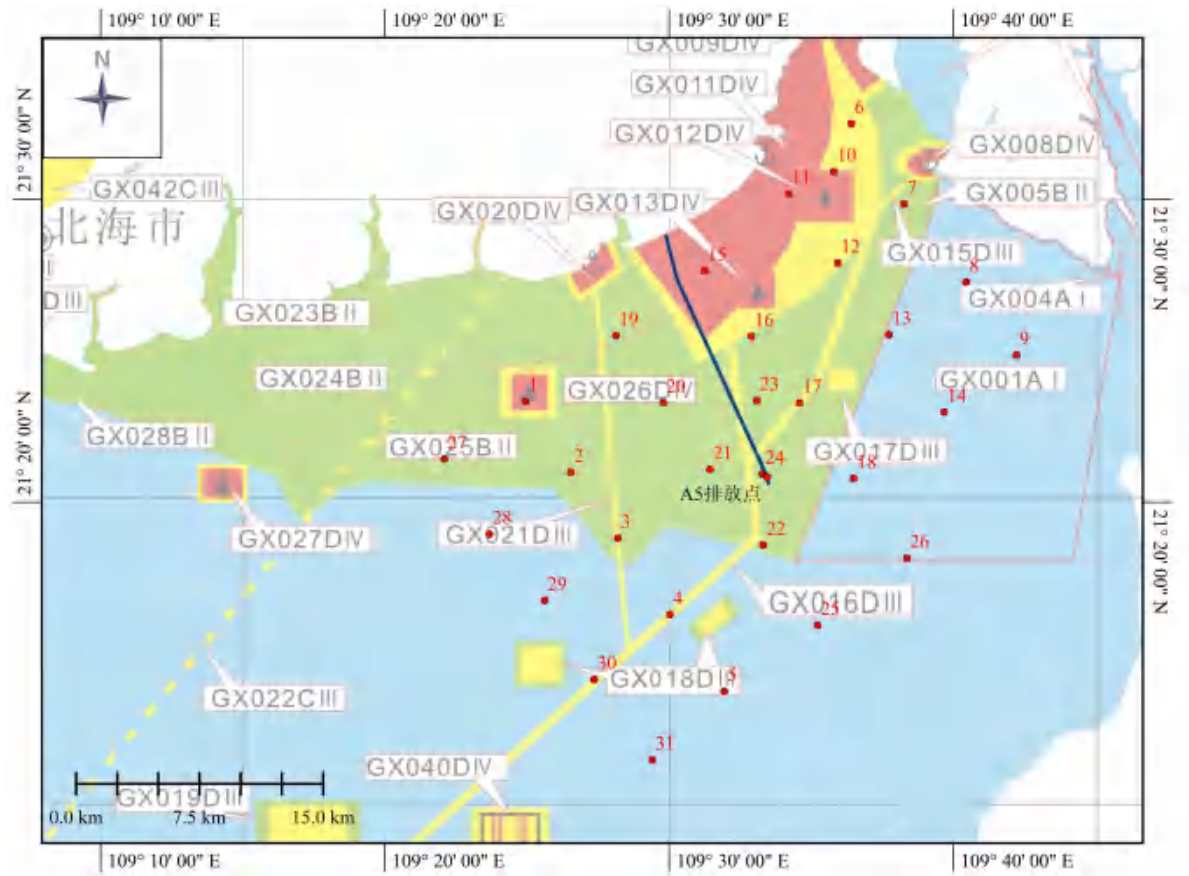 109° 10' 00" E
109° 20' 00" E
109° 30' 00" E
109° 40' 00" E
N
GX009DIV
GX011DIV
6
GX012DIV
GX008DIV
21° 30' 00" N
10
GX042CIII
11
7
GX005BII
GX020DIV
GX013DIV
北海市
21° 30' 00" N
12
GX015DIII
15
8
DIII
GX004AI
GX023BII
19
16
13
9
GX001AI
GX024BII
1
GX026DIV
20
23
17
14
GX028BII
27
GX025BII
2
21
24
GX017DIII
18
21° 20' 00" N
A5排放点
28
GX021DIII
3
GX027DIV
22
26
21° 20' 00" N
29
4
GX016DIII
25
30
GX018DIII
5
GX022CIII
31
GX040DIV
GX019DIII
0.0 km
7.5 km
15.0 km
109° 10' 00" E
109° 20' 00" E
109° 30' 00" E
109° 40' 00" E